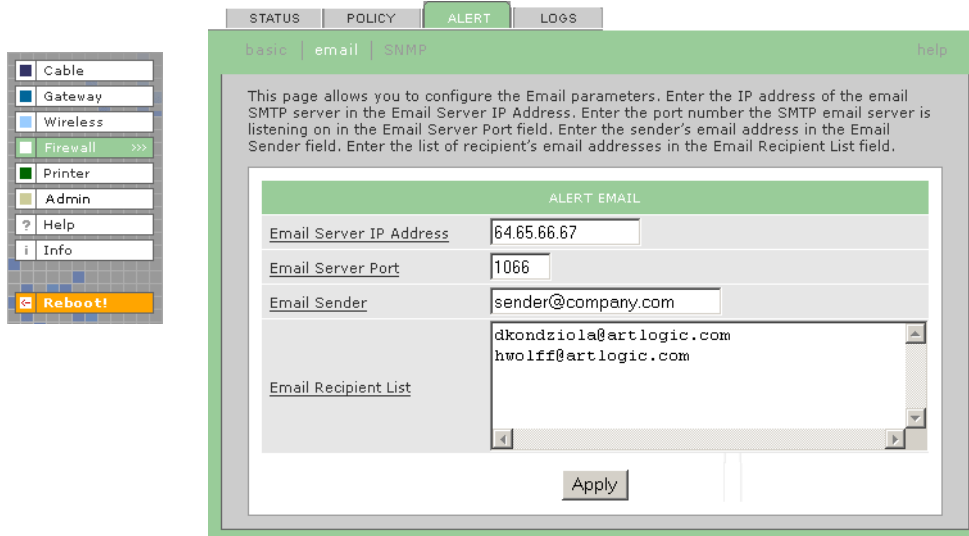 STATUS
POLICY
ALERT
LOGS
basic
email
SNMP
help
Cable
Gateway
Wireless
Firewall >>>
Printer
Admin
? Help
i Info
Reboot!
This page allows you to configure the Email parameters. Enter the IP address of the email
SMTP server in the Email Server IP Address. Enter the port number the SMTP email server is
listening on in the Email Server Port field. Enter the sender's email address in the Email
Sender field. Enter the list of recipient's email addresses in the Email Recipient List field.
ALERT EMAIL
Email Server IP Address 64.65.66.67
Email Server Port 1066
Email Sender sender@company.com
Email Recipient List
dkondziola@artlogic.com
hwolff@artlogic.com
Apply